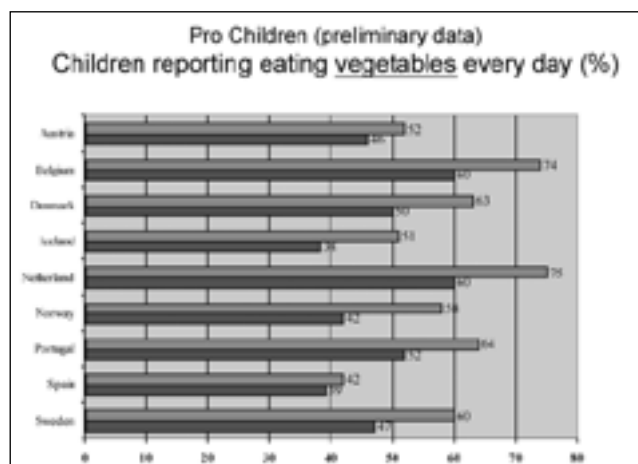 Pro Children (preliminary data)
Children reporting eating vegetables every day (%)
Austria
52
46
Belgium
74
60
Denmark
63
50
Iceland
51
38
Netherland
75
60
Norway
58
42
Portugal
64
52
Spain
42
39
Sweden
60
47
0 10 20 30 40 50 60 70 80